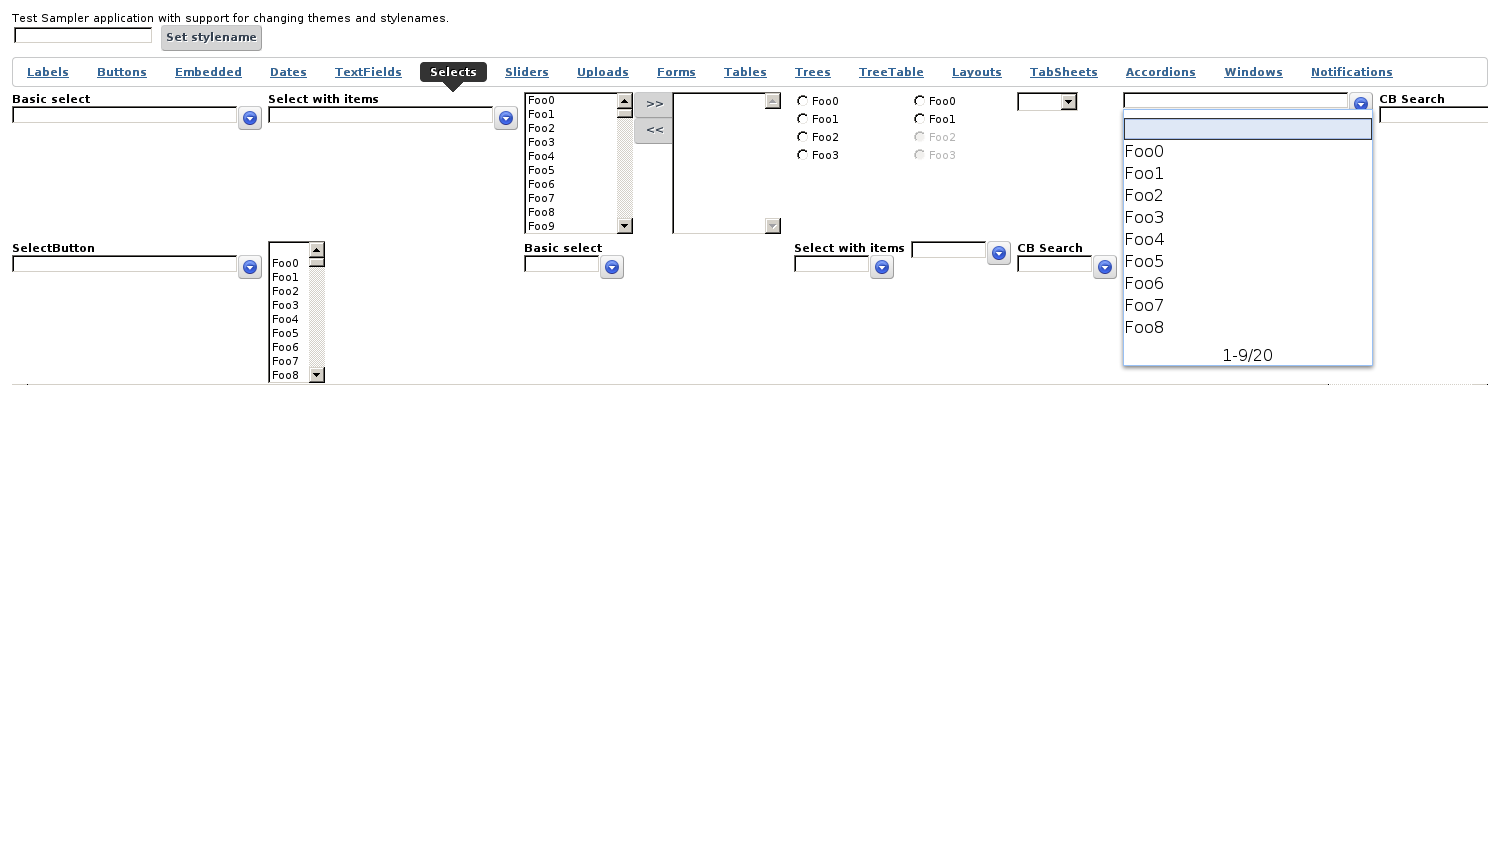 Test Sampler application with support for changing themes and stylenames.
Set stylename
Labels Buttons Embedded Dates TextFields Selects Sliders Uploads Forms Tables Trees TreeTable Layouts TabSheets Accordions Windows Notifications
Basic select
Select with items
Foo0
Foo1
Foo2
Foo3
Foo4
Foo5
Foo6
Foo7
Foo8
Foo9
>>
<<
Foo0
Foo1
Foo2
Foo3
Foo0
Foo1
Foo2
Foo3
Foo0
Foo1
Foo2
Foo3
Foo4
Foo5
Foo6
Foo7
Foo8
1-9/20
CB Search
SelectButton
Foo0
Foo1
Foo2
Foo3
Foo4
Foo5
Foo6
Foo7
Foo8
Basic select
Select with items
CB Search